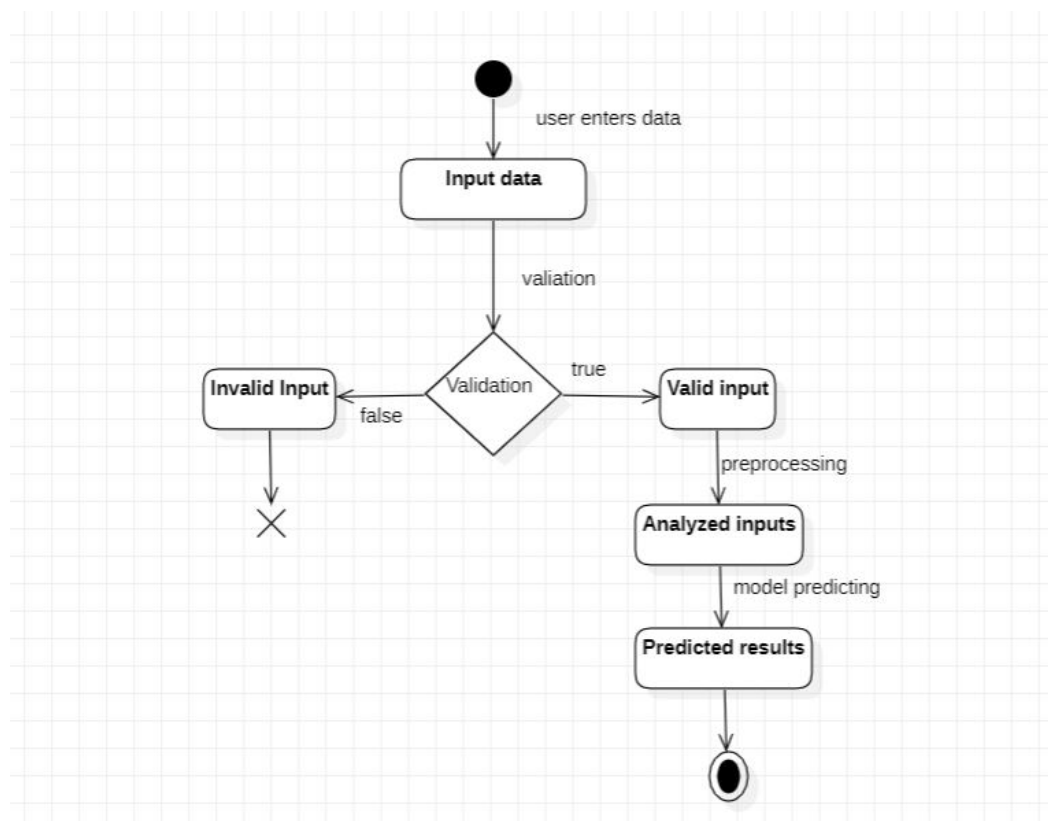 user enters data
Input data
valiation
Validation
true
false
Invalid Input
Valid input
preprocessing
Analyzed inputs
model predicting
Predicted results